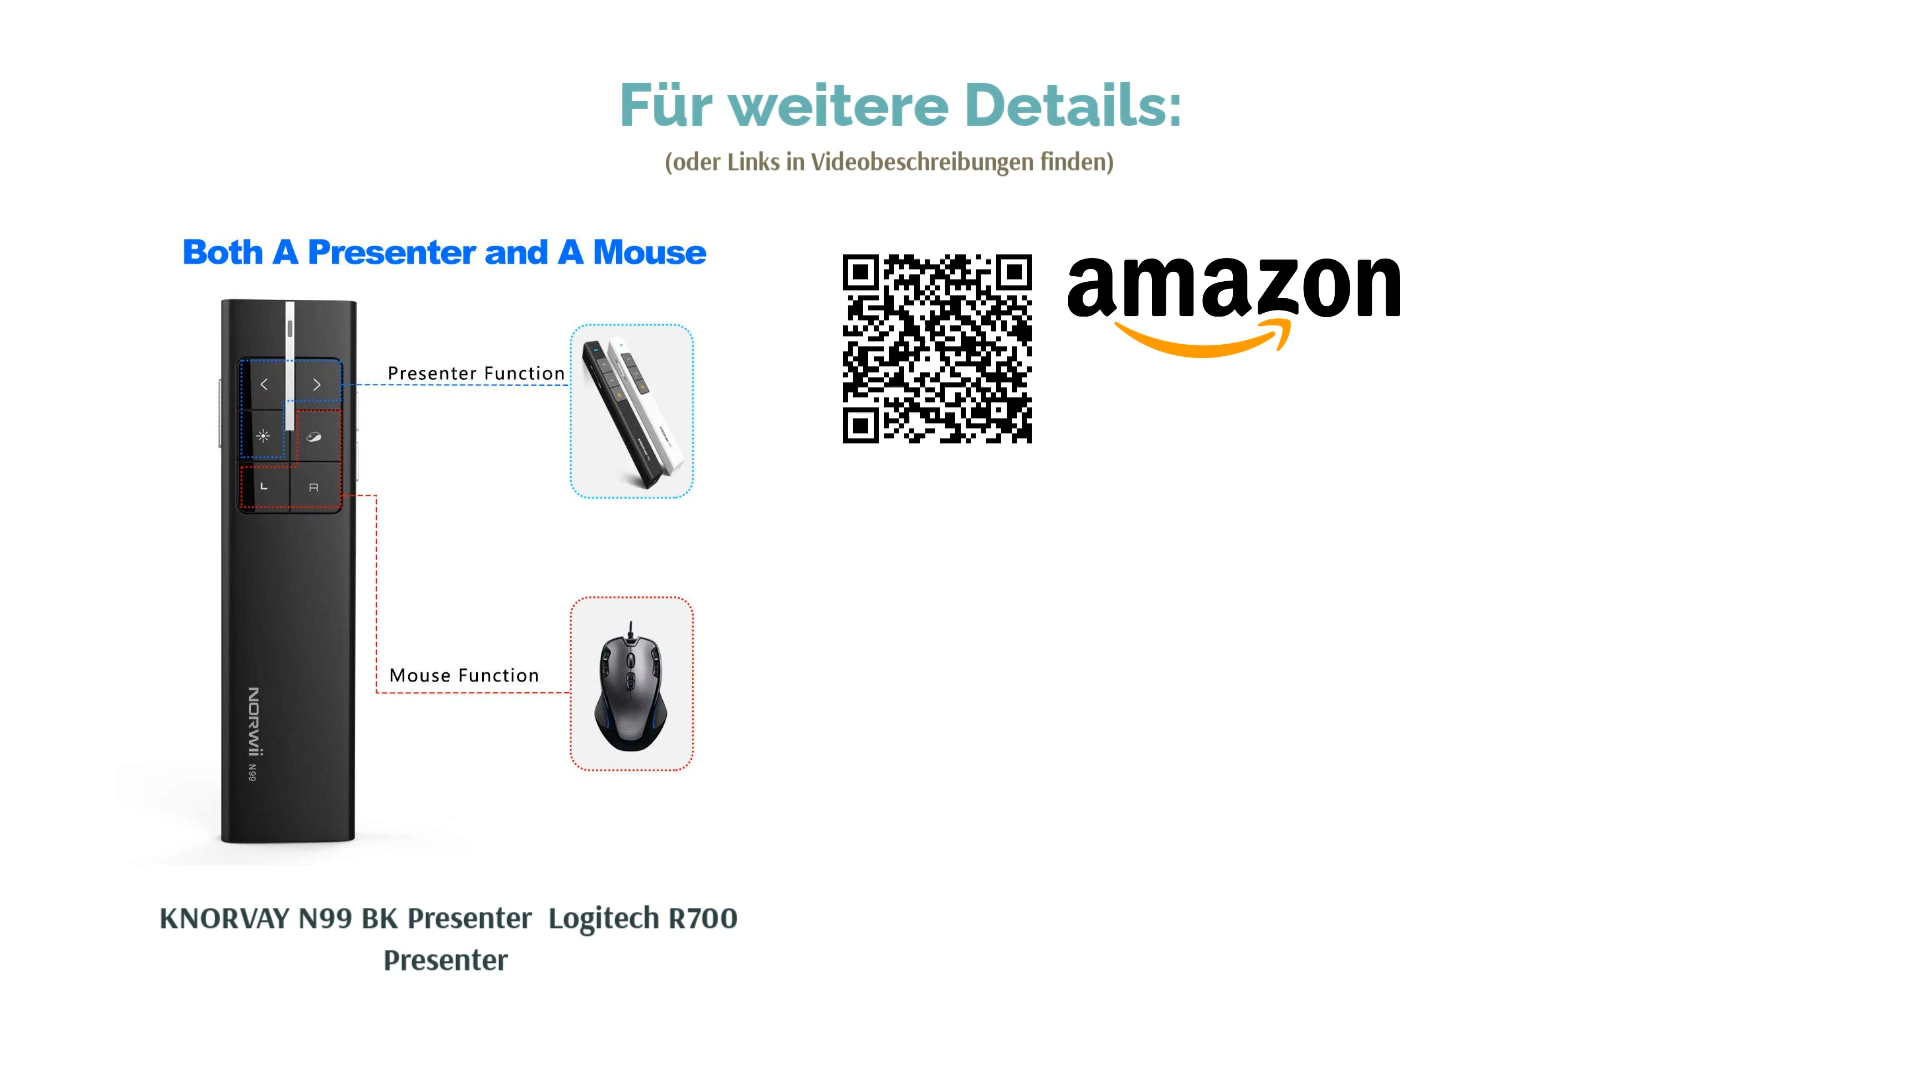 Für weitere Details:
(oder Links in Videobeschreibungen finden)
Both A Presenter and A Mouse
amazon
Presenter Function
L
R
Mouse Function
NORWii N99
KNORVAY N99 BK Presenter Logitech R700
Presenter